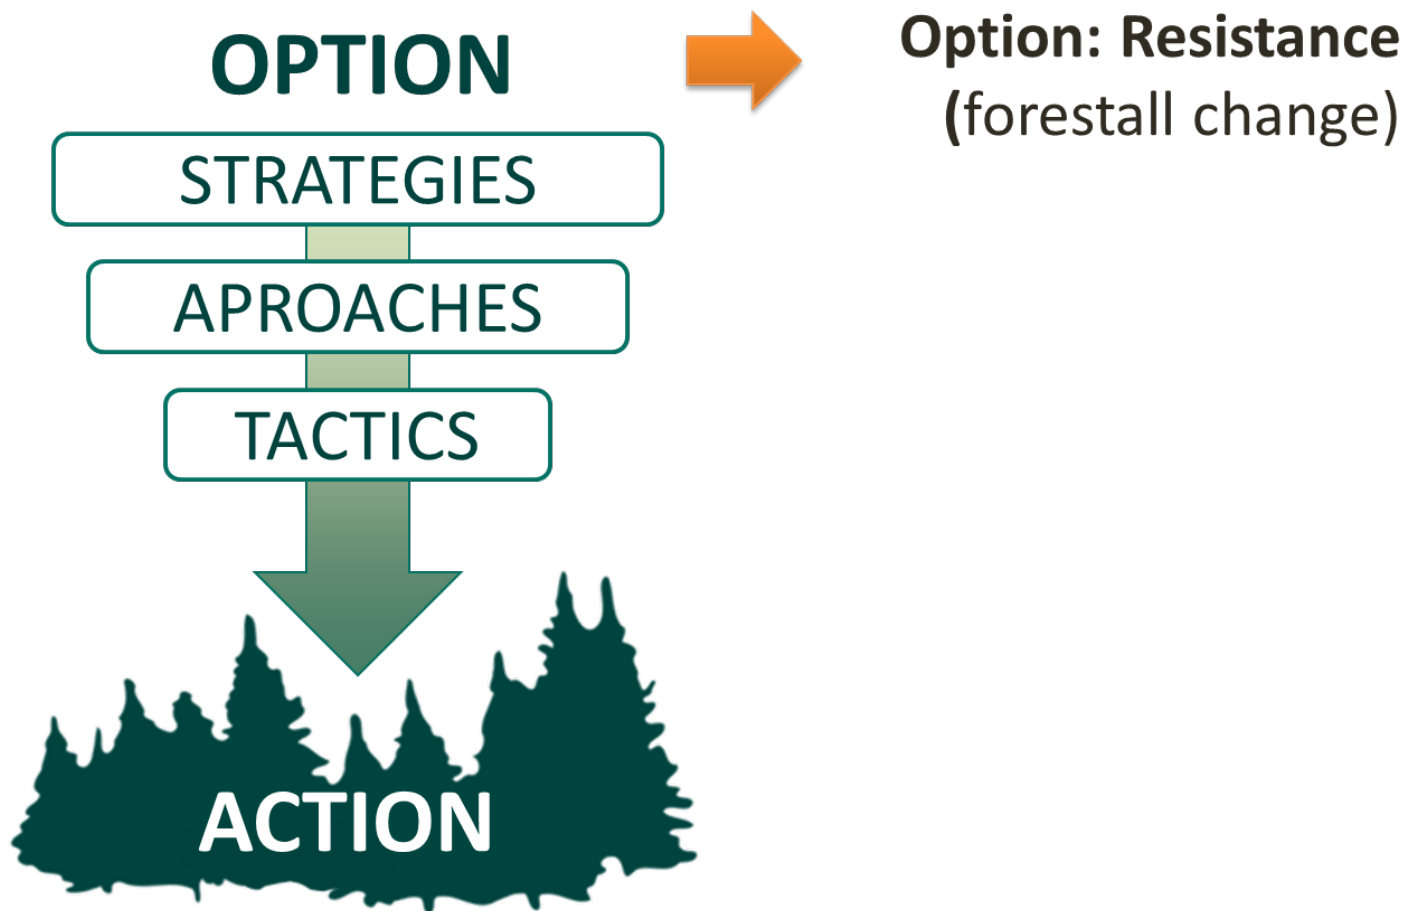 OPTION
STRATEGIES
APROACHES
TACTICS
ACTION
Option: Resistance
(forestall change)